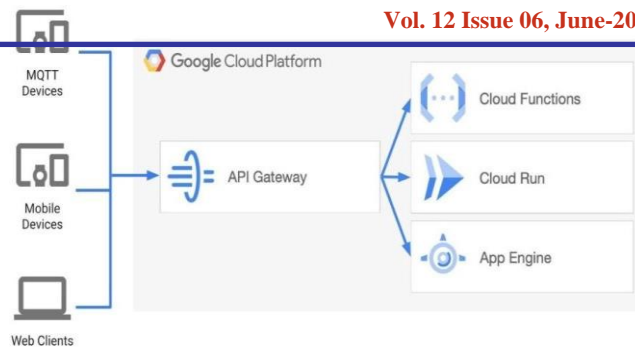 Vol. 12 Issue 06, June-20
Google Cloud Platform
MQTT
Devices
Cloud Functions
API Gateway
Cloud Run
Mobile
Devices
App Engine
Web Clients